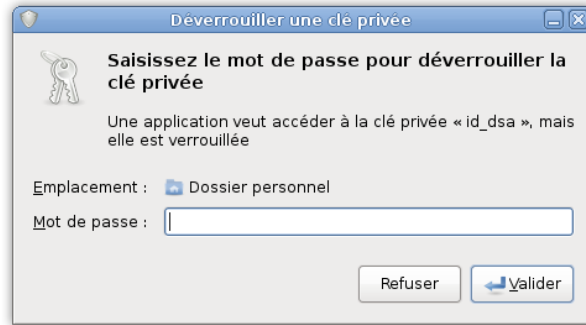 Déverrouiller une clé privée
Saisissez le mot de passe pour déverrouiller la
clé privée
Une application veut accéder à la clé privée « id_dsa », mais
elle est verrouillée
Emplacement : Dossier personnel
Mot de passe :
Refuser Valider